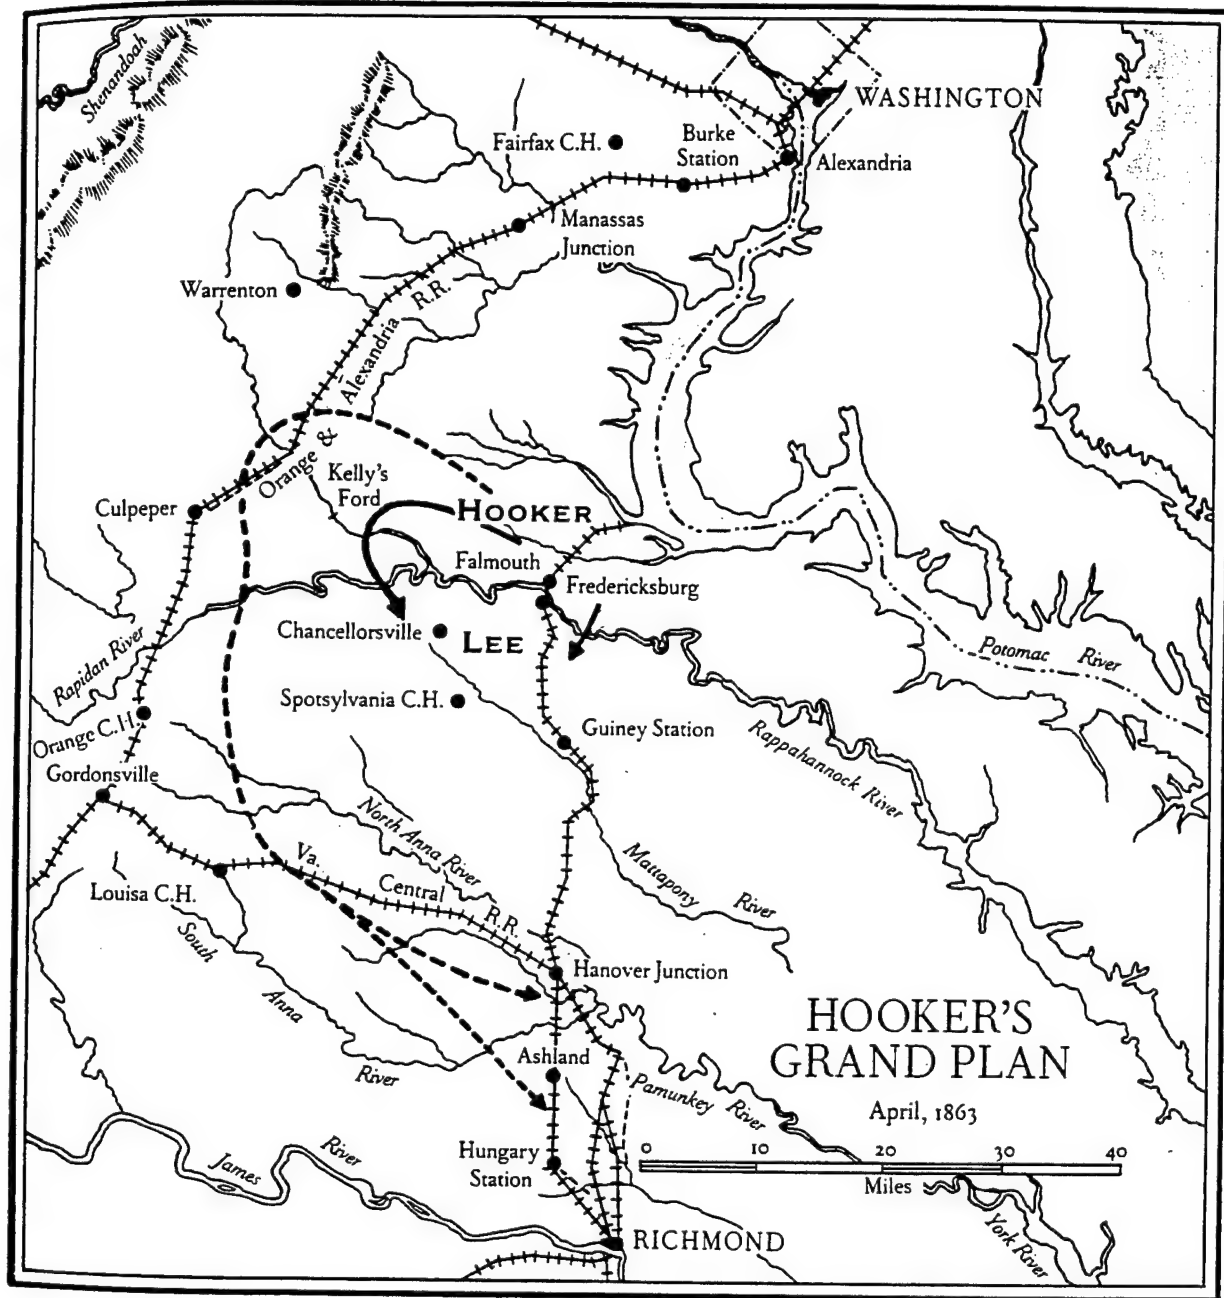 Shenandoah
WASHINGTON
Fairfax C.H.
Burke
Station
Alexandria
Manassas
Junction
Warrenton
Orange & Alexandria R.R.
Kelly's
Ford
Culpeper
HOOKER
Falmouth
Fredericksburg
Chancellorsville
LEE
Rapidan River
Potomac River
Spotsylvania C.H.
Orange C.H.
Guiney Station
Rappahannock River
Gordonsville
North Anna River
Va. Central R.R.
Mattapony River
Louisa C.H.
South Anna River
Hanover Junction
HOOKER'S
GRAND PLAN
April, 1863
Ashland
Pamunkey River
0 10 20 30 40
Miles
Hungary
Station
James River
RICHMOND
York River